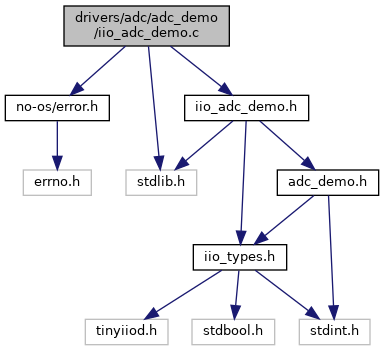 drivers/adc/adc_demo
/iio_adc_demo.c
no-os/error.h
iio_adc_demo.h
errno.h
stdlib.h
adc_demo.h
iio_types.h
tinyiiod.h
stdbool.h
stdint.h